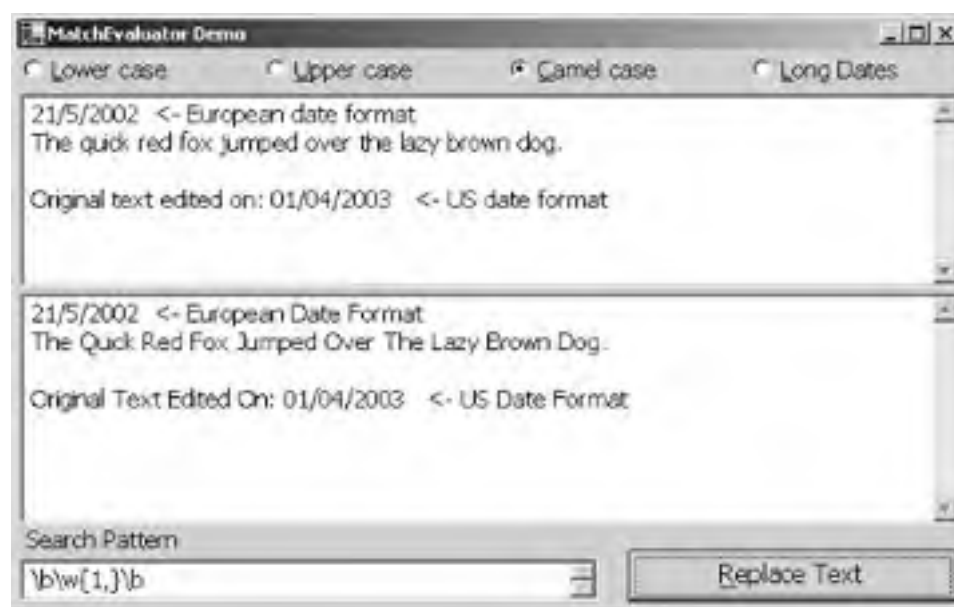 MatchEvaluator Demo
Lower case Upper case Camel case Long Dates
21/5/2002 <- European date format
The quick red fox jumped over the lazy brown dog.
Original text edited on: 01/04/2003 <- US date format
21/5/2002 <- European Date Format
The Quick Red Fox Jumped Over The Lazy Brown Dog.
Original Text Edited On: 01/04/2003 <- US Date Format
Search Pattern
\b\w{1,}\b
Replace Text